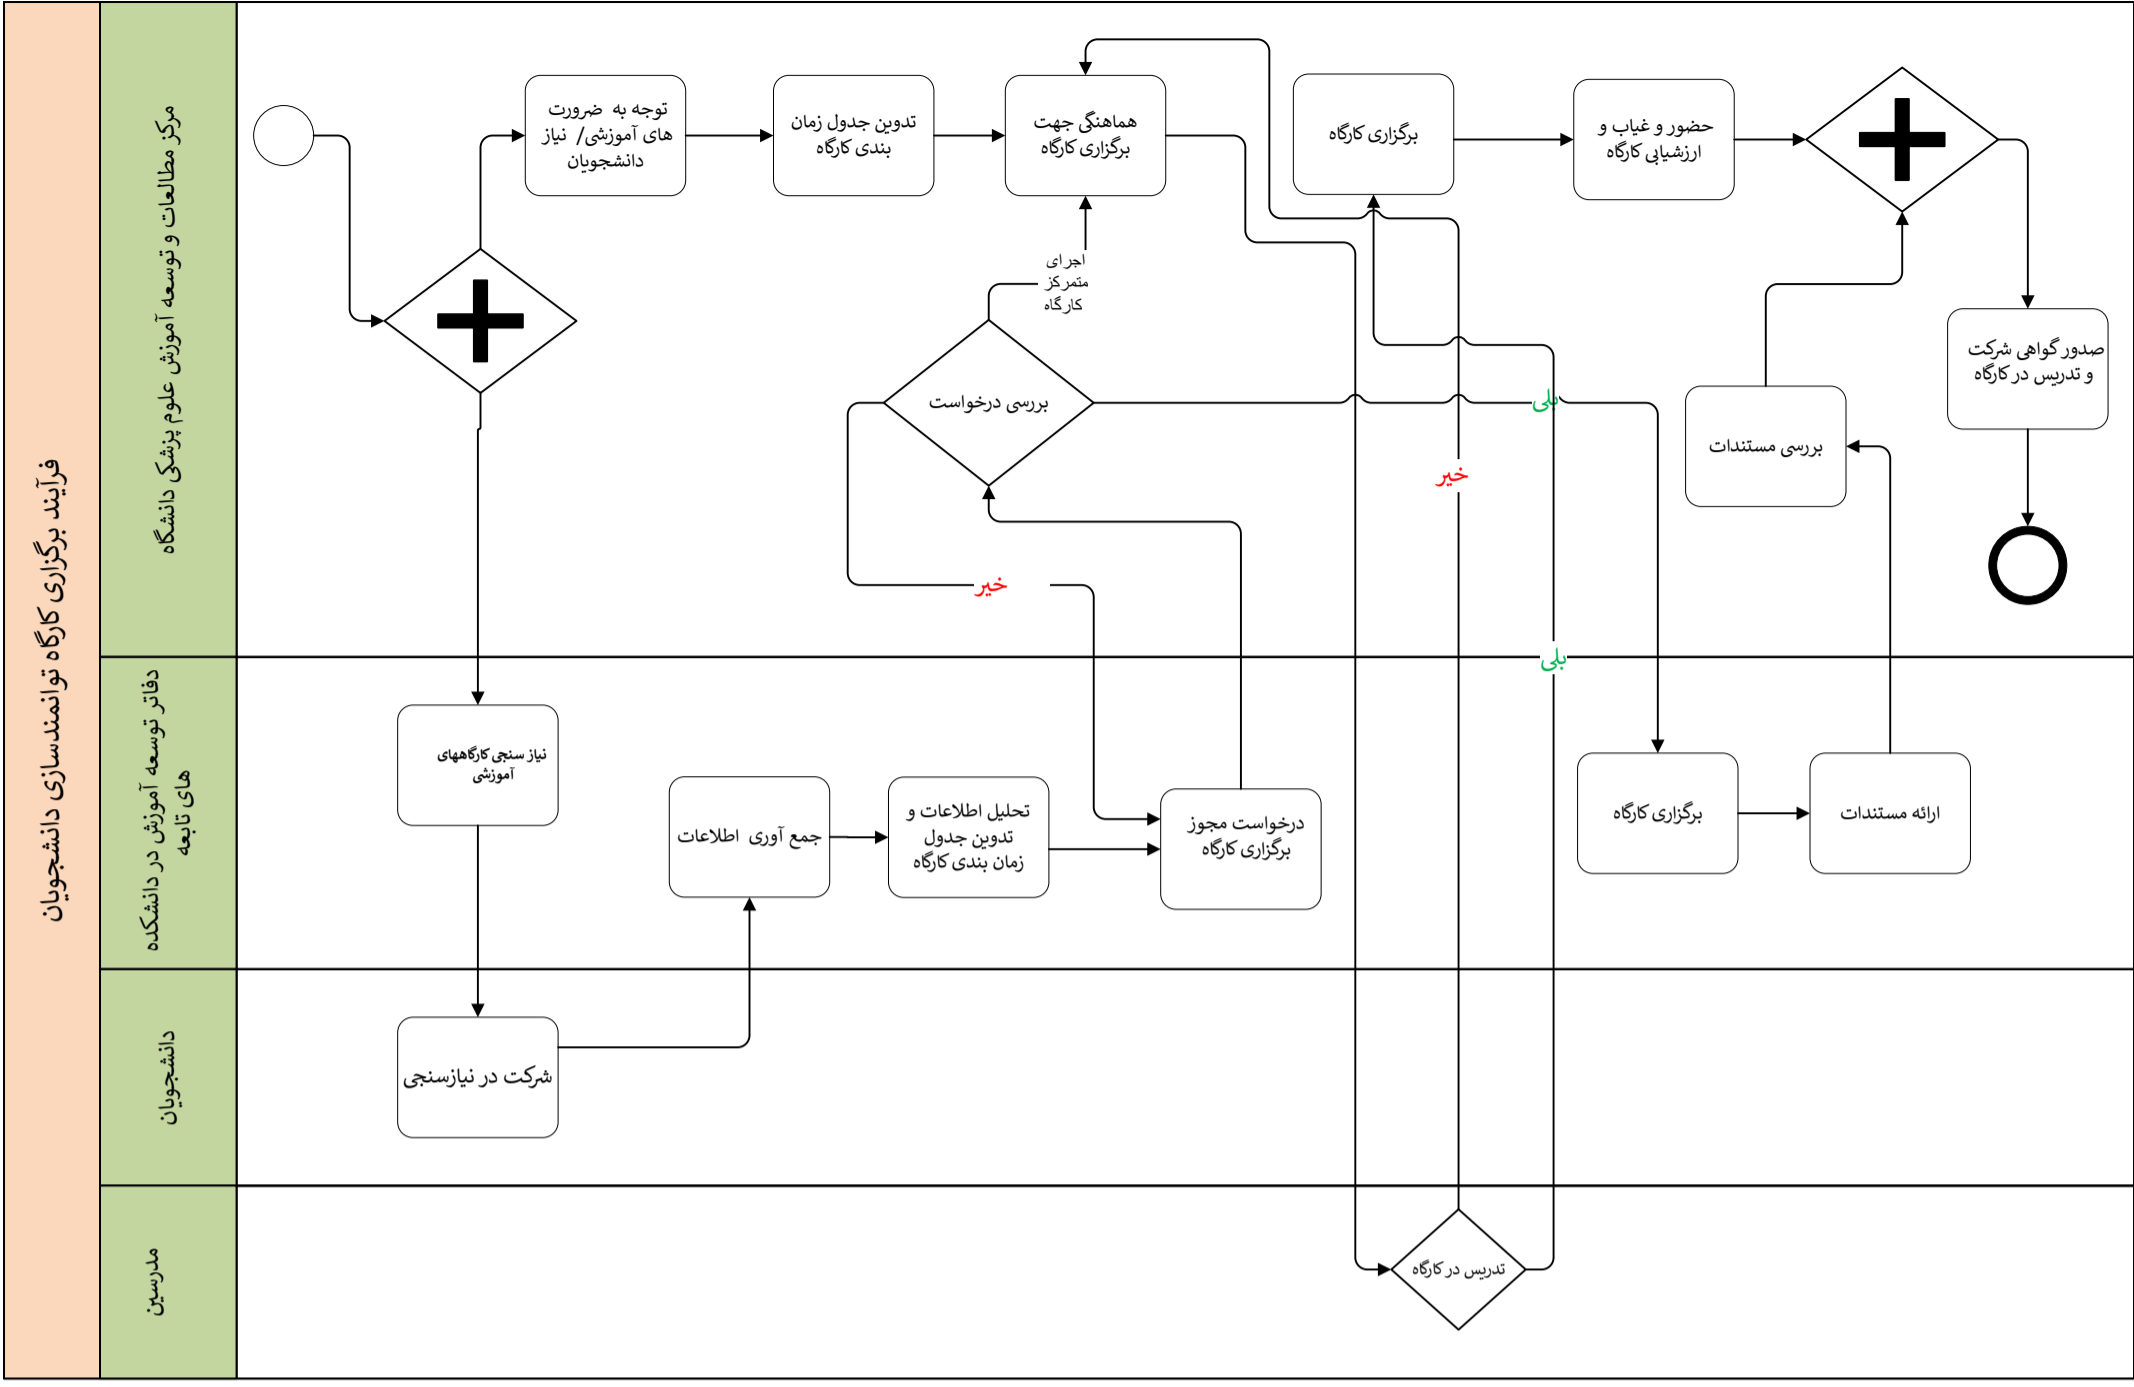 فرآیند برگزاری کارگاه توانمندسازی دانشجویان
مرکز مطالعات و توسعه آموزش علوم پزشکی دانشگاه
توجه به ضرورت
های آموزشی/ نیاز
دانشجویان
تدوین جدول زمان
بندی کارگاه
هماهنگی جهت
برگزاری کارگاه
برگزاری کارگاه
حضور و غیاب و
ارزشیابی کارگاه
اجرای
متمرکز
کارگاه
بررسی درخواست
بلی
خیر
خیر
بررسی مستندات
صدور گواهی شرکت
و تدریس در کارگاه
بلی
دفاتر توسعه آموزش در دانشکده
های تابعه
نیاز سنجی کارگاههای
آموزشی
جمع آوری اطلاعات
تحلیل اطلاعات و
تدوین جدول
زمان بندی کارگاه
درخواست مجوز
برگزاری کارگاه
برگزاری کارگاه
ارائه مستندات
دانشجویان
شرکت در نیازسنجی
مدرسین
تدریس در کارگاه